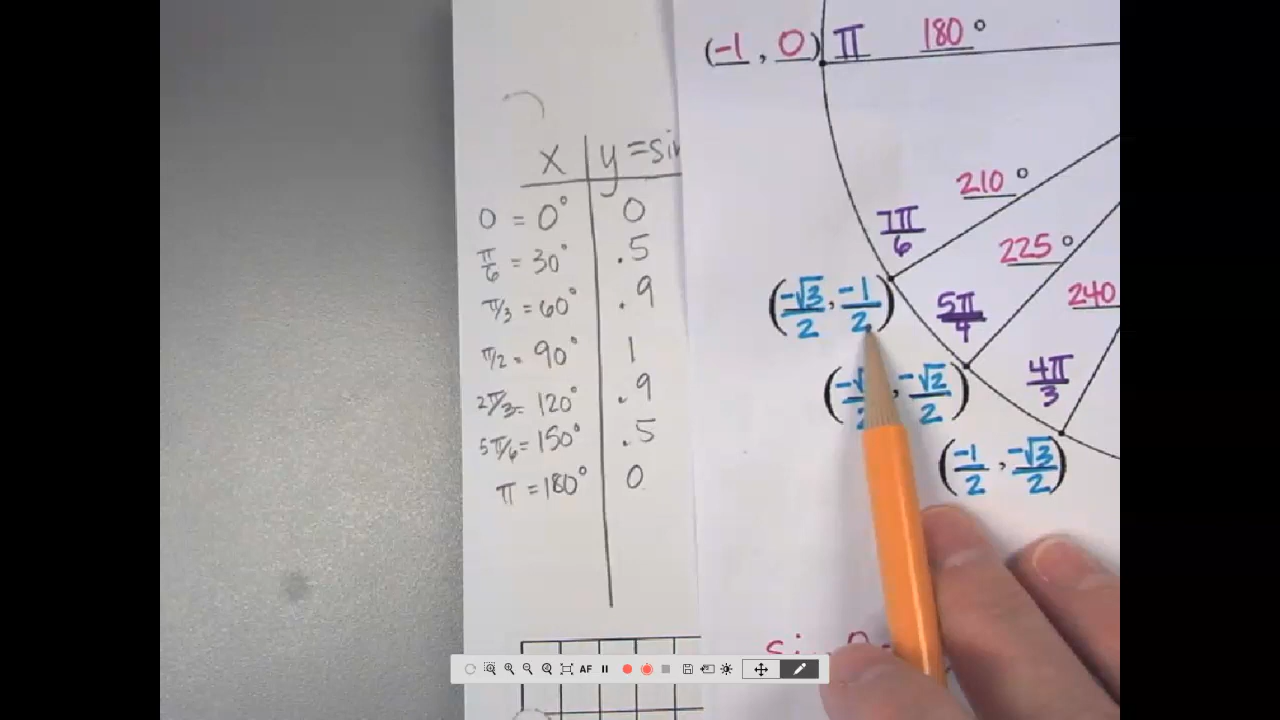 x | y = sin
0 = 0° | 0
π/6 = 30° | .5
π/3 = 60° | .9
π/2 = 90° | 1
2π/3 = 120° | .9
5π/6 = 150° | .5
π = 180° | 0
(-1, 0) π 180°
7π/6 210°
(-√3/2, -1/2)
5π/4 225°
-√2/2)
4π/3 240
(-1/2, -√3/2)
AF